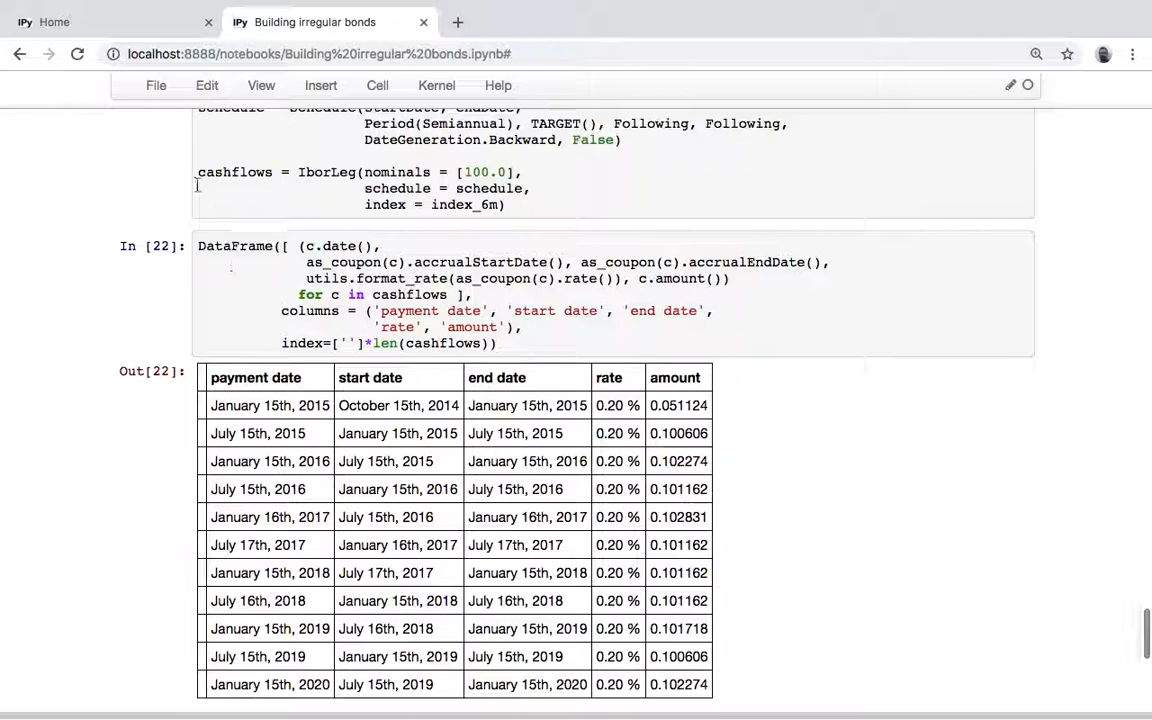 IPy Home
IPy Building irregular bonds
localhost:8888/notebooks/Building%20irregular%20bonds.ipynb#
File Edit View Insert Cell Kernel Help
schedule = Schedule(startDate, endDate,
Period(Semiannual), TARGET(), Following, Following,
DateGeneration.Backward, False)
cashflows = IborLeg(nominals = [100.0],
schedule = schedule,
index = index_6m)
In [22]: DataFrame([ (c.date(),
as_coupon(c).accrualStartDate(), as_coupon(c).accrualEndDate(),
utils.format_rate(as_coupon(c).rate()), c.amount())
for c in cashflows ],
columns = ('payment date', 'start date', 'end date',
'rate', 'amount'),
index=['']*len(cashflows))
Out[22]:
payment date start date end date rate amount
January 15th, 2015 October 15th, 2014 January 15th, 2015 0.20 % 0.051124
July 15th, 2015 January 15th, 2015 July 15th, 2015 0.20 % 0.100606
January 15th, 2016 July 15th, 2015 January 15th, 2016 0.20 % 0.102274
July 15th, 2016 January 15th, 2016 July 15th, 2016 0.20 % 0.101162
January 16th, 2017 July 15th, 2016 January 16th, 2017 0.20 % 0.102831
July 17th, 2017 January 16th, 2017 July 17th, 2017 0.20 % 0.101162
January 15th, 2018 July 17th, 2017 January 15th, 2018 0.20 % 0.101162
July 16th, 2018 January 15th, 2018 July 16th, 2018 0.20 % 0.101162
January 15th, 2019 July 16th, 2018 January 15th, 2019 0.20 % 0.101718
July 15th, 2019 January 15th, 2019 July 15th, 2019 0.20 % 0.100606
January 15th, 2020 July 15th, 2019 January 15th, 2020 0.20 % 0.102274